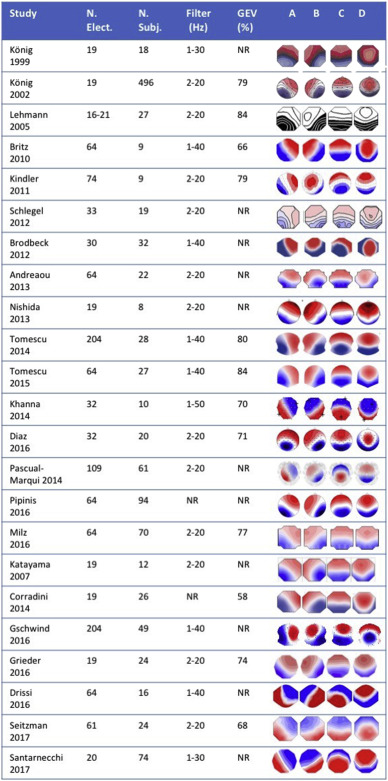 Study N. Elect. N. Subj. Filter (Hz) GEV (%) A B C D
König 1999 19 18 1-30 NR
König 2002 19 496 2-20 79
Lehmann 2005 16-21 27 2-20 84
Britz 2010 64 9 1-40 66
Kindler 2011 74 9 2-20 79
Schlegel 2012 33 19 2-20 NR
Brodbeck 2012 30 32 1-40 NR
Andreaou 2013 64 22 2-20 NR
Nishida 2013 19 8 2-20 NR
Tomescu 2014 204 28 1-40 80
Tomescu 2015 64 27 1-40 84
Khanna 2014 32 10 1-50 70
Diaz 2016 32 20 2-20 71
Pascual-Marqui 2014 109 61 2-20 NR
Pipinis 2016 64 94 NR NR
Milz 2016 64 70 2-20 77
Katayama 2007 19 12 2-20 NR
Corradini 2014 19 26 NR 58
Gschwind 2016 204 49 1-40 NR
Grieder 2016 19 24 2-20 74
Drissi 2016 64 16 1-40 NR
Seitzman 2017 61 24 2-20 68
Santarnecchi 2017 20 74 1-30 NR